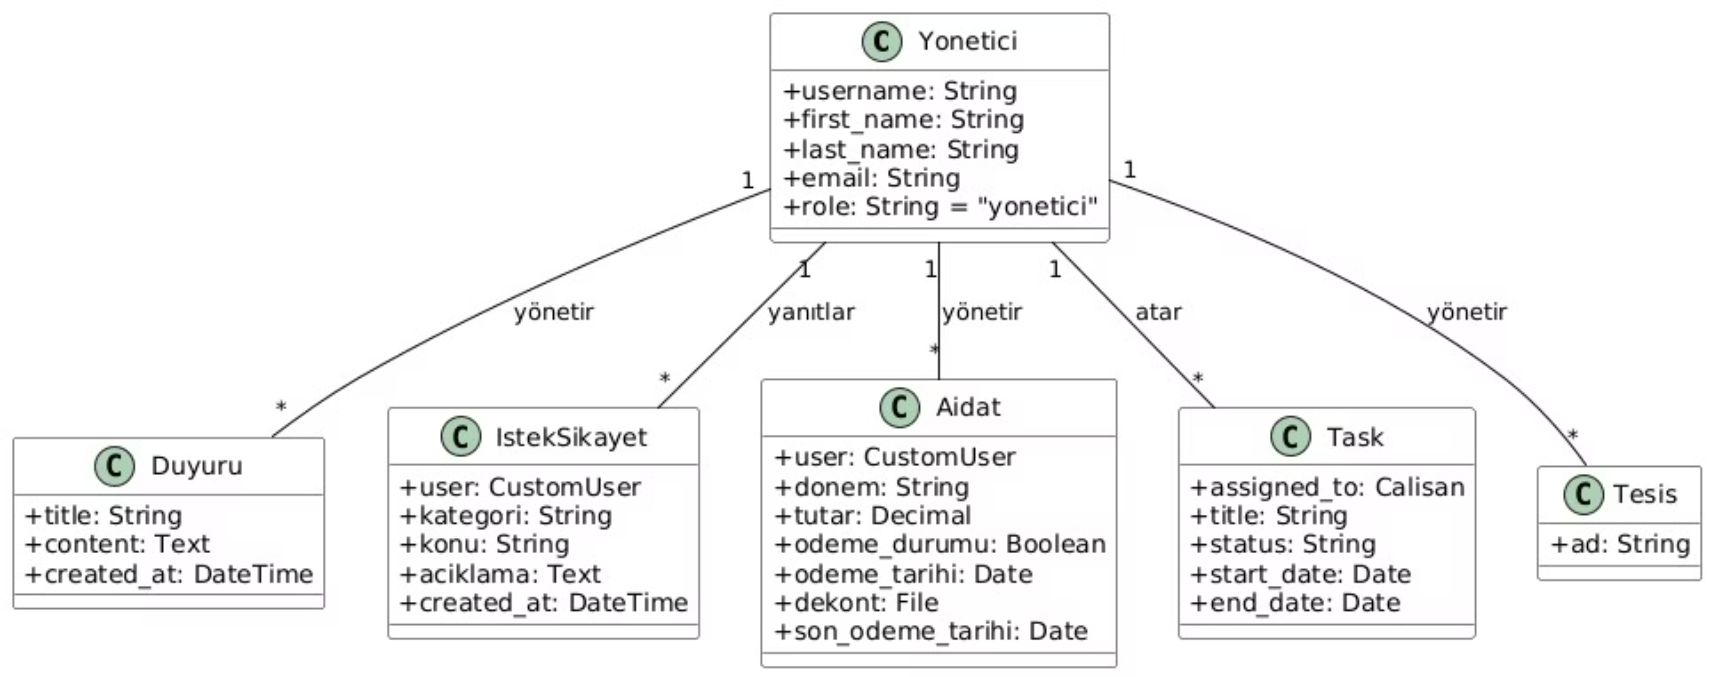 C Yonetici
+username: String
+first_name: String
+last_name: String
+email: String
+role: String = "yonetici"
1
1
1
1
1
yönetir
yanıtlar
yönetir
atar
yönetir
*
*
*
*
*
C Duyuru
+title: String
+content: Text
+created_at: DateTime
C IstekSikayet
+user: CustomUser
+kategori: String
+konu: String
+aciklama: Text
+created_at: DateTime
C Aidat
+user: CustomUser
+donem: String
+tutar: Decimal
+odeme_durumu: Boolean
+odeme_tarihi: Date
+dekont: File
+son_odeme_tarihi: Date
C Task
+assigned_to: Calisan
+title: String
+status: String
+start_date: Date
+end_date: Date
C Tesis
+ad: String